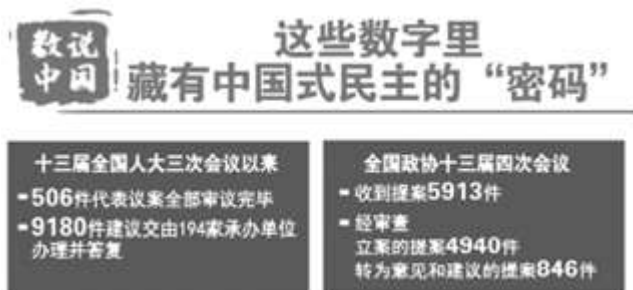 数说
中国
这些数字里
藏有中国式民主的“密码”
十三届全国人大三次会议以来
506件代表议案全部审议完毕
9180件建议交由194家承办单位
办理并答复
全国政协十三届四次会议
收到提案5913件
经审查
立案的提案4940件
转为意见和建议的提案846件